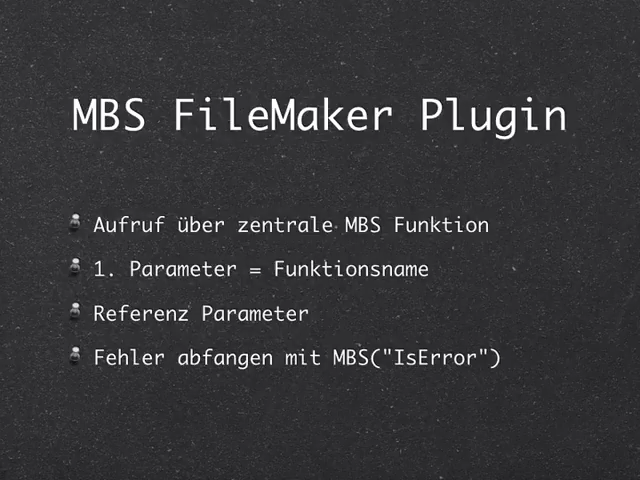 MBS FileMaker Plugin
Aufruf über zentrale MBS Funktion
1. Parameter = Funktionsname
Referenz Parameter
Fehler abfangen mit MBS("IsError")